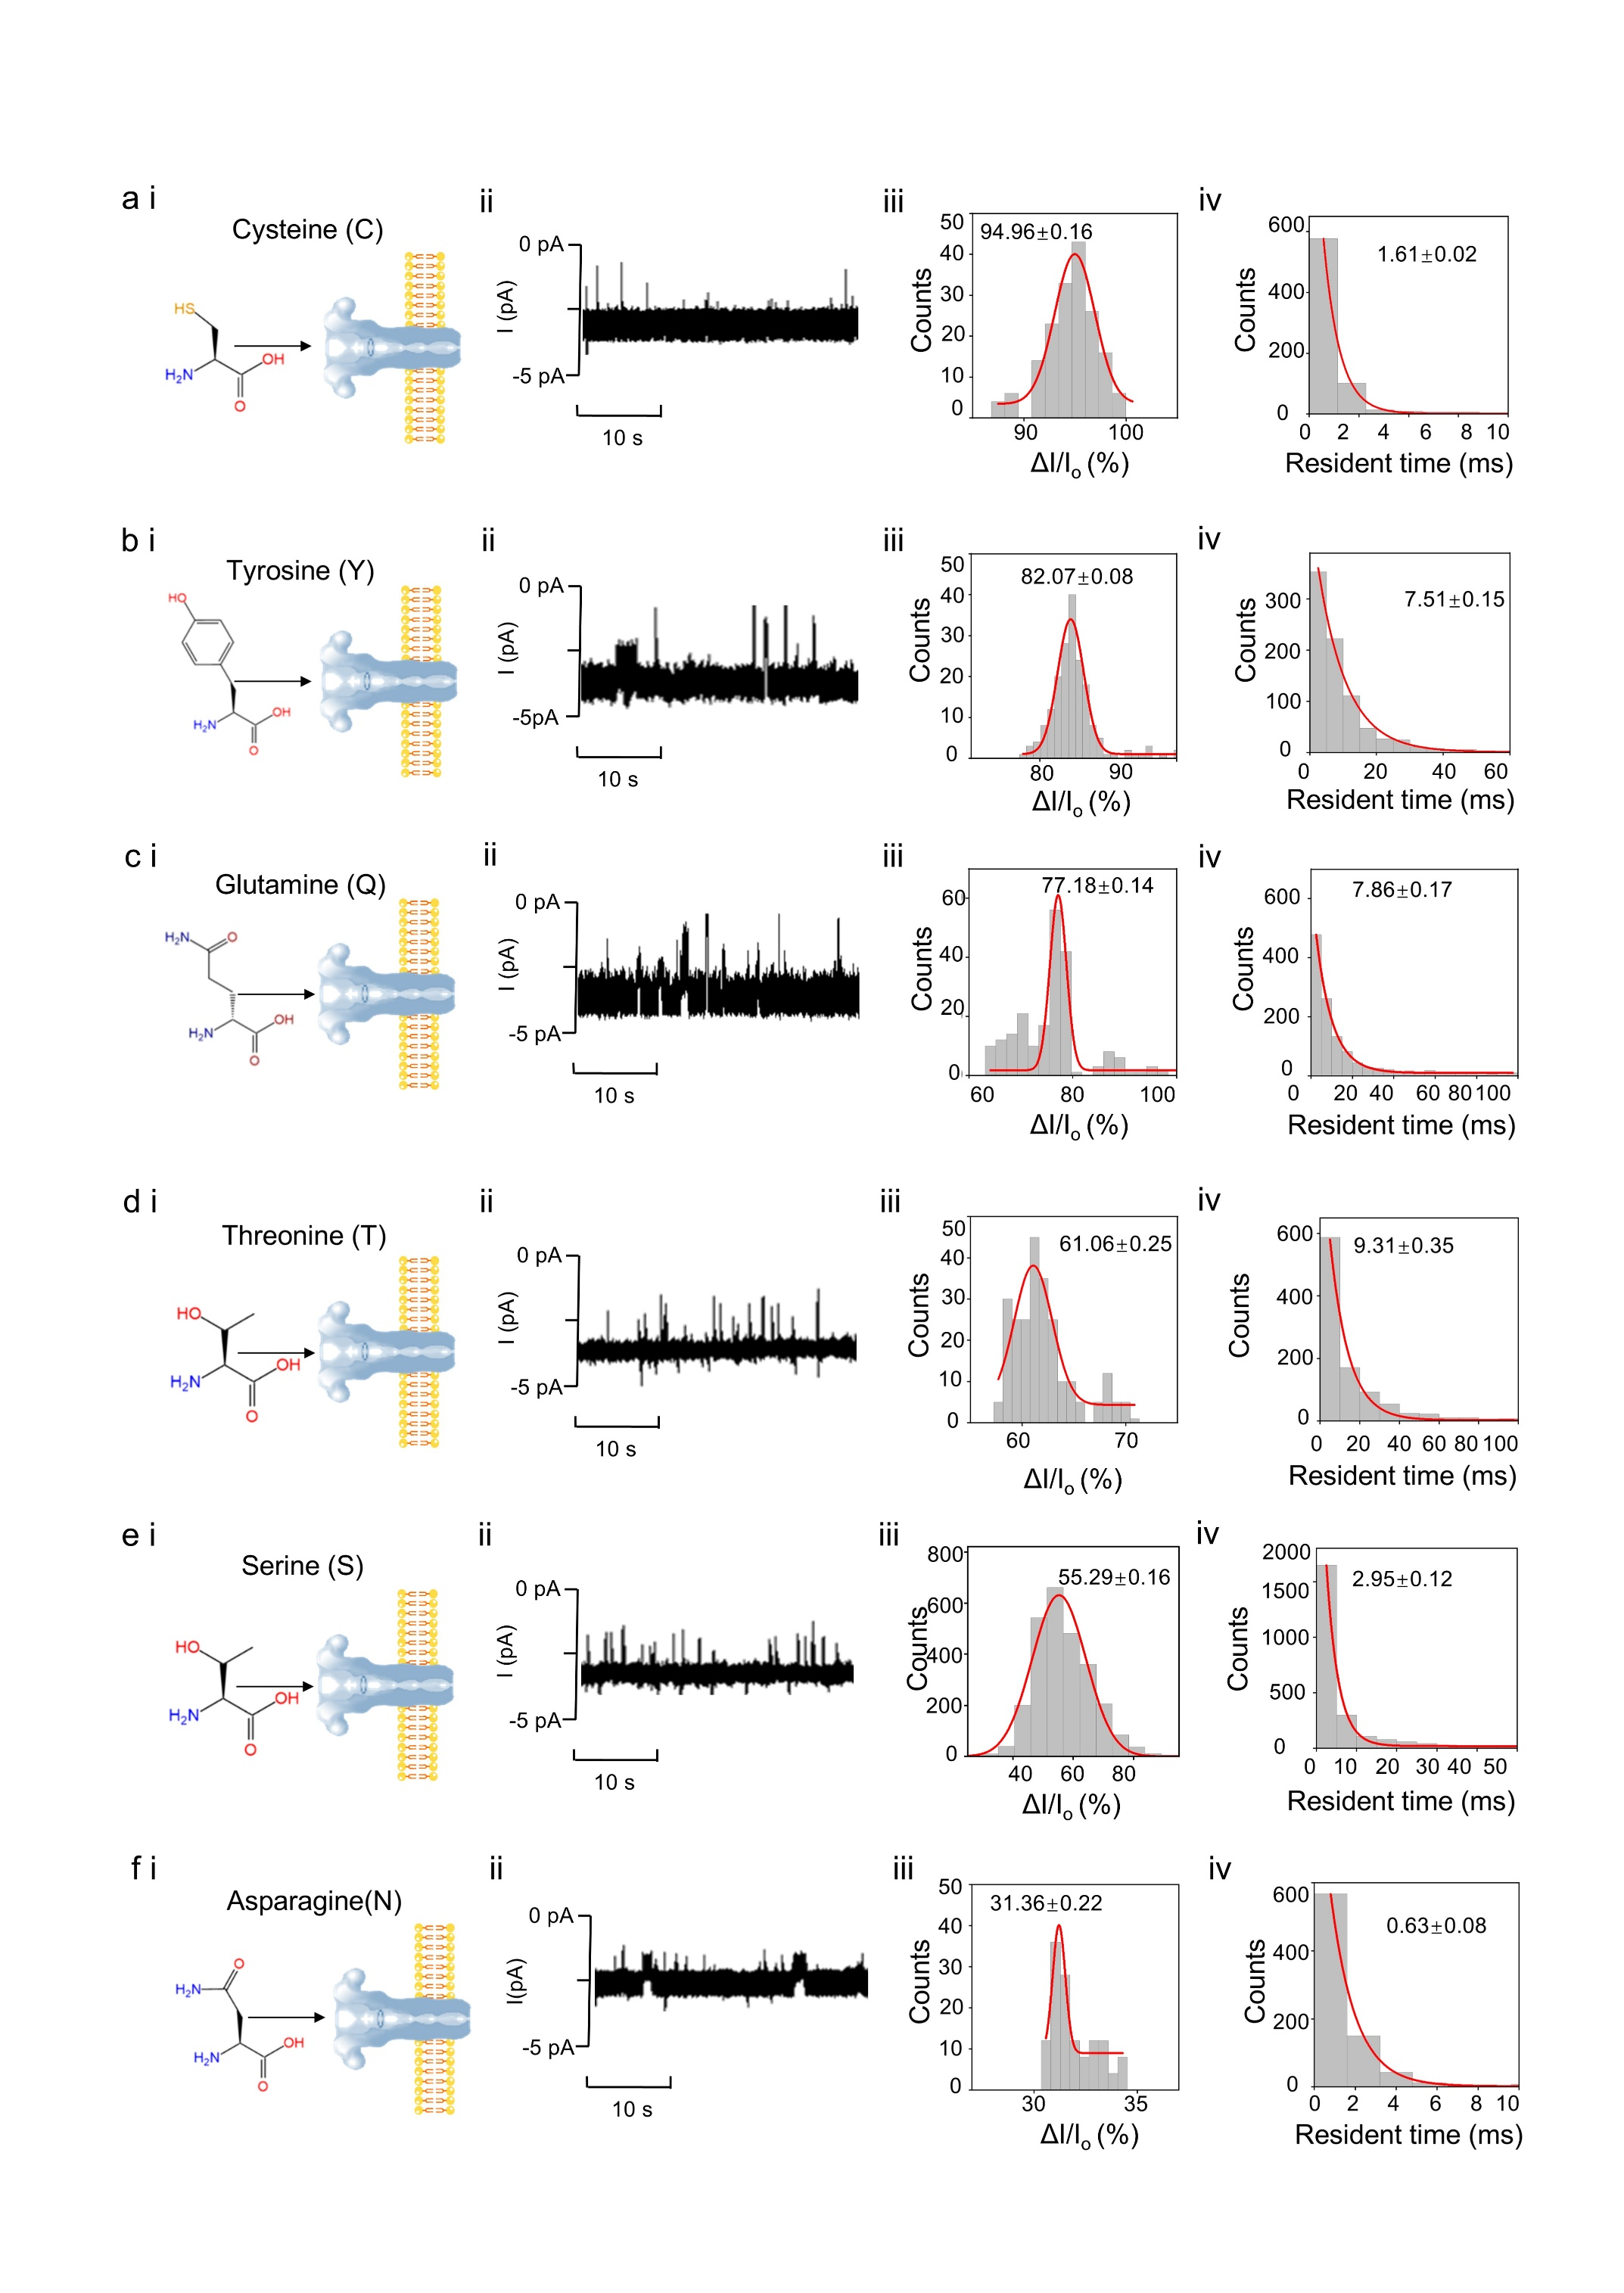 a i
Cysteine (C)
HS
H₂N
OH
O
ii
0 pA
I (pA)
-5 pA
10 s
iii
94.96±0.16
50
40
30
20
10
0
Counts
90 100
ΔI/Io (%)
iv
1.61±0.02
600
400
200
0
Counts
0 2 4 6 8 10
Resident time (ms)
b i
Tyrosine (Y)
HO
H₂N
OH
O
ii
0 pA
I (pA)
-5pA
10 s
iii
82.07±0.08
50
40
30
20
10
0
Counts
80 90
ΔI/Io (%)
iv
7.51±0.15
300
200
100
0
Counts
0 20 40 60
Resident time (ms)
c i
Glutamine (Q)
H₂N
O
H₂N
OH
O
ii
0 pA
I (pA)
-5 pA
10 s
iii
77.18±0.14
60
40
20
0
Counts
60 80 100
ΔI/Io (%)
iv
7.86±0.17
600
400
200
0
Counts
0 20 40 60 80 100
Resident time (ms)
d i
Threonine (T)
HO
H₂N
OH
O
ii
0 pA
I (pA)
-5 pA
10 s
iii
61.06±0.25
50
40
30
20
10
0
Counts
60 70
ΔI/Io (%)
iv
9.31±0.35
600
400
200
0
Counts
0 20 40 60 80 100
Resident time (ms)
e i
Serine (S)
HO
H₂N
OH
O
ii
0 pA
I (pA)
-5 pA
10 s
iii
55.29±0.16
800
600
400
200
0
Counts
40 60 80
ΔI/Io (%)
iv
2.95±0.12
2000
1500
1000
500
0
Counts
0 10 20 30 40 50
Resident time (ms)
f i
Asparagine(N)
H₂N
O
H₂N
OH
O
ii
0 pA
I(pA)
-5 pA
10 s
iii
31.36±0.22
50
40
30
20
10
0
Counts
30 35
ΔI/Io (%)
iv
0.63±0.08
600
400
200
0
Counts
0 2 4 6 8 10
Resident time (ms)